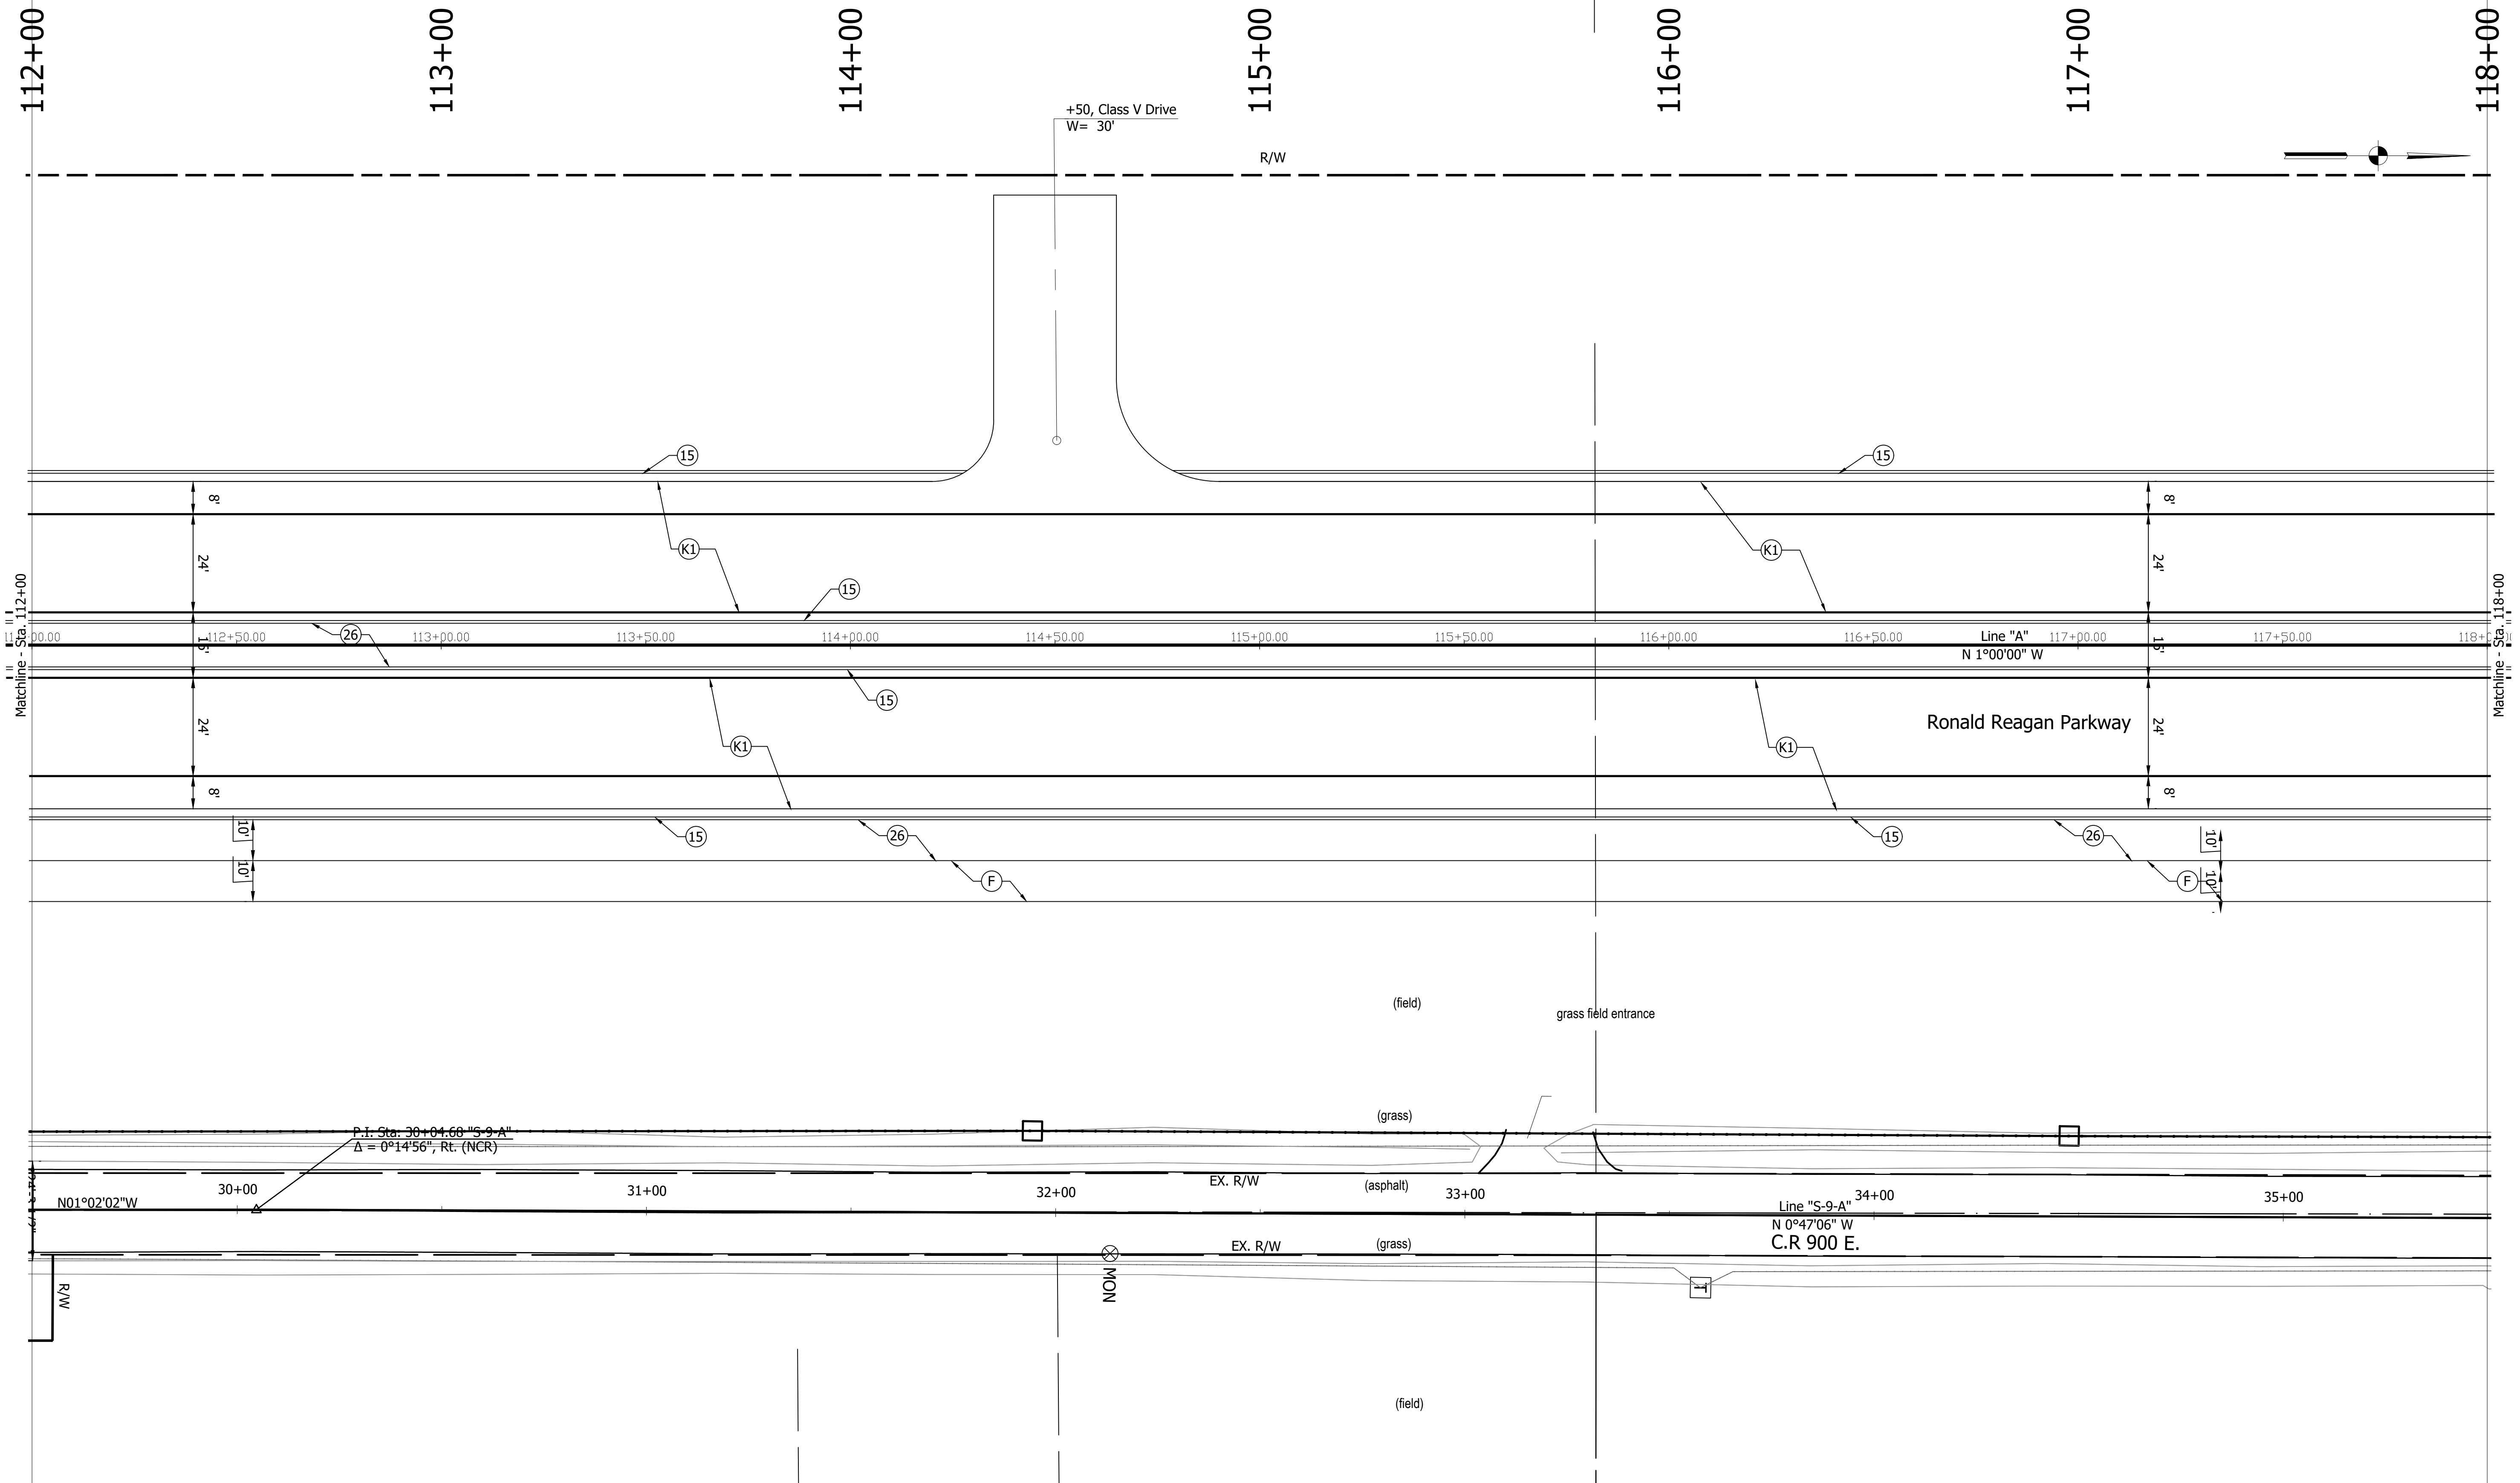 112+00
113+00
114+00
115+00
116+00
117+00
118+00
+50, Class V Drive
W= 30'
R/W
15
15
8'
8'
K1
K1
24'
24'
15
26
112+50.00
113+00.00
113+50.00
114+00.00
114+50.00
115+00.00
115+50.00
116+00.00
116+50.00
117+00.00
117+50.00
Line "A"
N 1°00'00" W
16'
16'
Matchline - Sta. 112+00
Matchline - Sta. 118+00
15
24'
24'
Ronald Reagan Parkway
K1
K1
8'
8'
10'
15
26
15
26
10'
10'
F
F
10'
(field)
grass field entrance
(grass)
P.I: Sta: 30+04.68 "S-9-A"
Δ = 0°14'56", Rt. (NCR)
30+00
31+00
32+00
33+00
34+00
35+00
EX. R/W
(asphalt)
N01°02'02"W
Line "S-9-A"
N 0°47'06" W
C.R 900 E.
EX. R/W
(grass)
R/W
MON
T
(field)